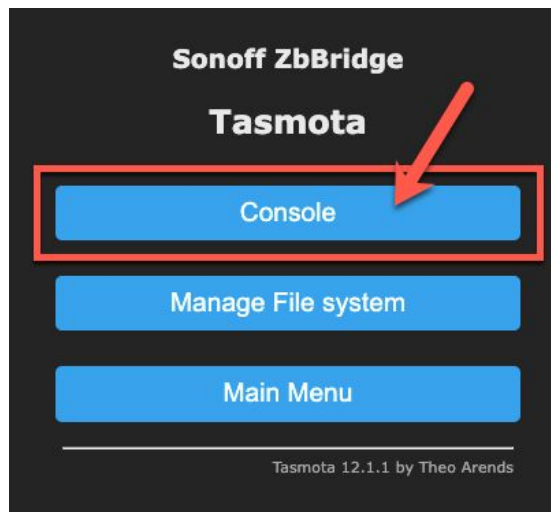 Sonoff ZbBridge
Tasmota
Console
Manage File system
Main Menu
Tasmota 12.1.1 by Theo Arends